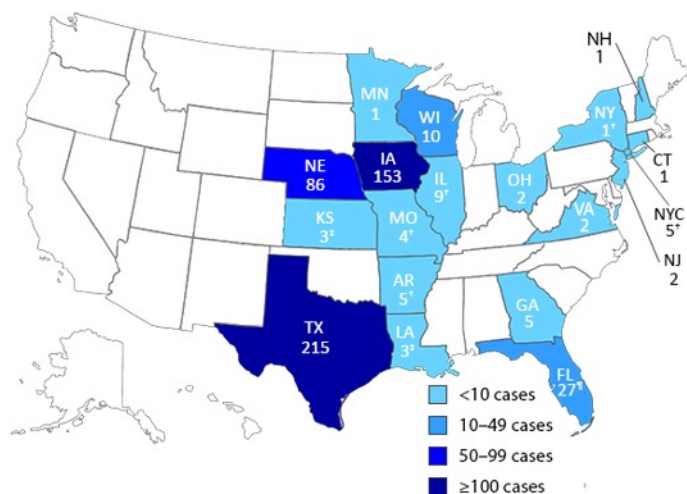 NH
1
MN
1
WI
10
NY
1†
CT
1
NE
86
IA
153
IL
9†
OH
2
NYC
5†
NJ
2
VA
2
KS
3‡
MO
4†
AR
5†
GA
5
TX
215
LA
3‡
FL
27¶
<10 cases
10–49 cases
50–99 cases
≥100 cases